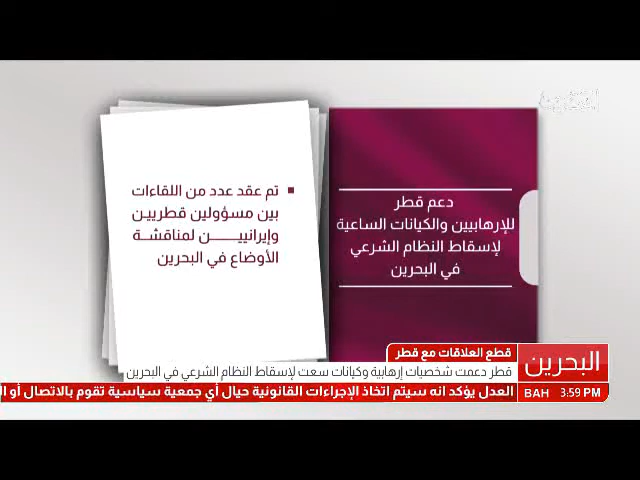 دعم قطر
للإرهابيين والكيانات الساعية
لإسقاط النظام الشرعي
في البحرين
تم عقد عدد من اللقاءات
بين مسؤولين قطريين
وإيرانييــــن لمناقشــة
الأوضاع في البحرين
قطع العلاقات مع قطر
قطر دعمت شخصيات إرهابية وكيانات سعت لإسقاط النظام الشرعي في البحرين
البحرين
العدل يؤكد انه سيتم اتخاذ الإجراءات القانونية حيال أي جمعية سياسية تقوم بالاتصال أو ا
BAH 3:59 PM